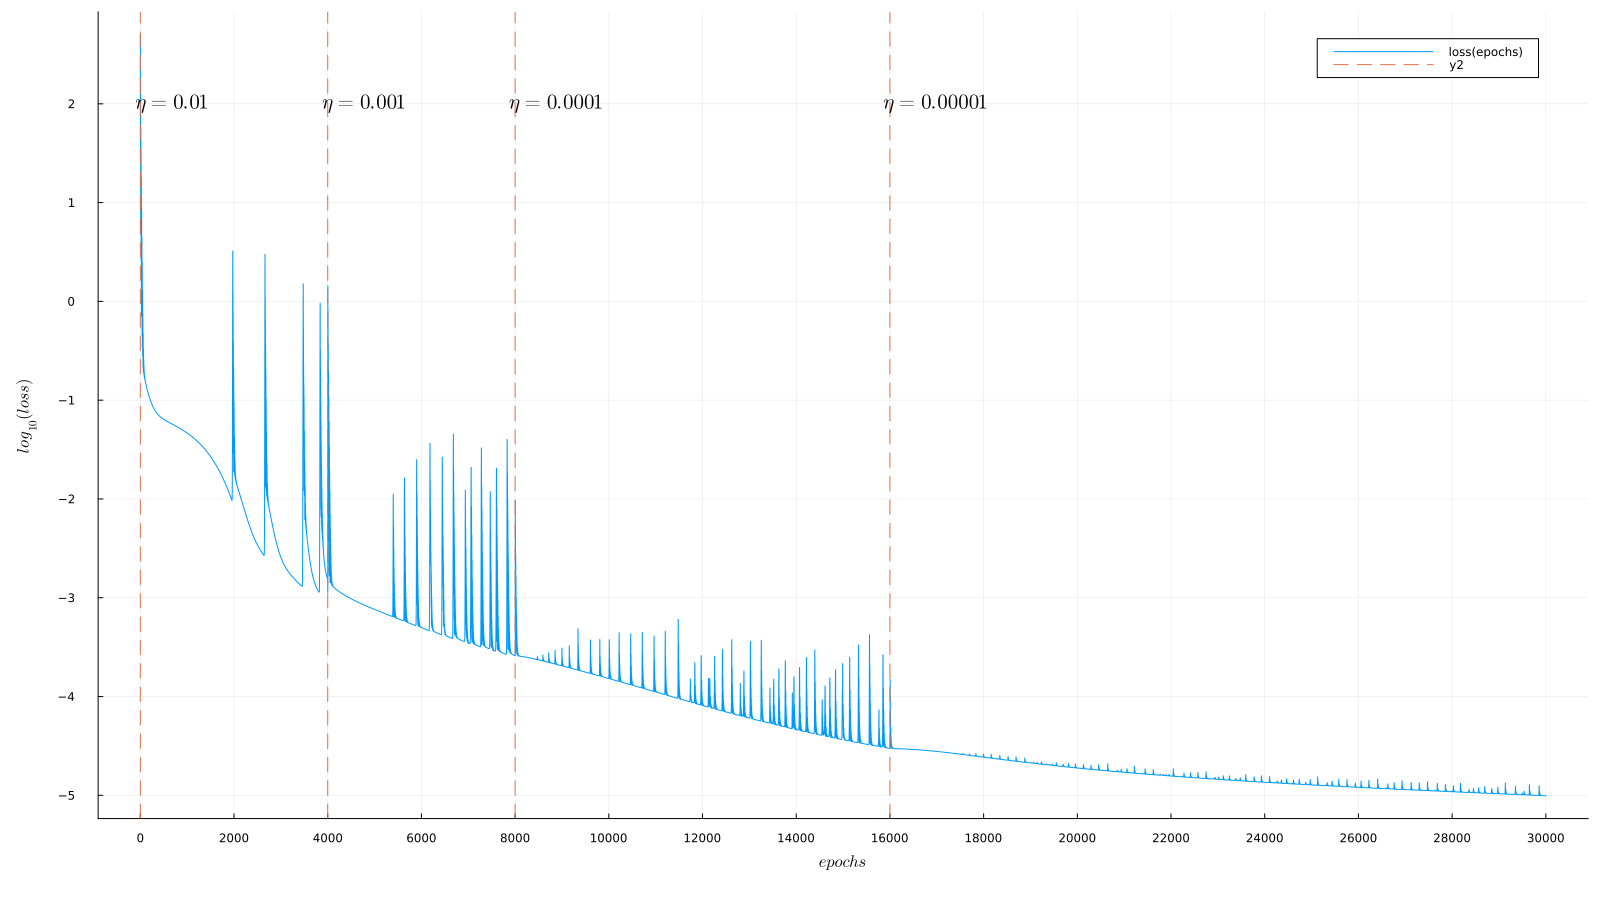 loss(epochs)
y2
η = 0.01
η = 0.001
η = 0.0001
η = 0.00001
2
1
0
−1
−2
−3
−4
−5
log₁₀(loss)
0 2000 4000 6000 8000 10000 12000 14000 16000 18000 20000 22000 24000 26000 28000 30000
epochs